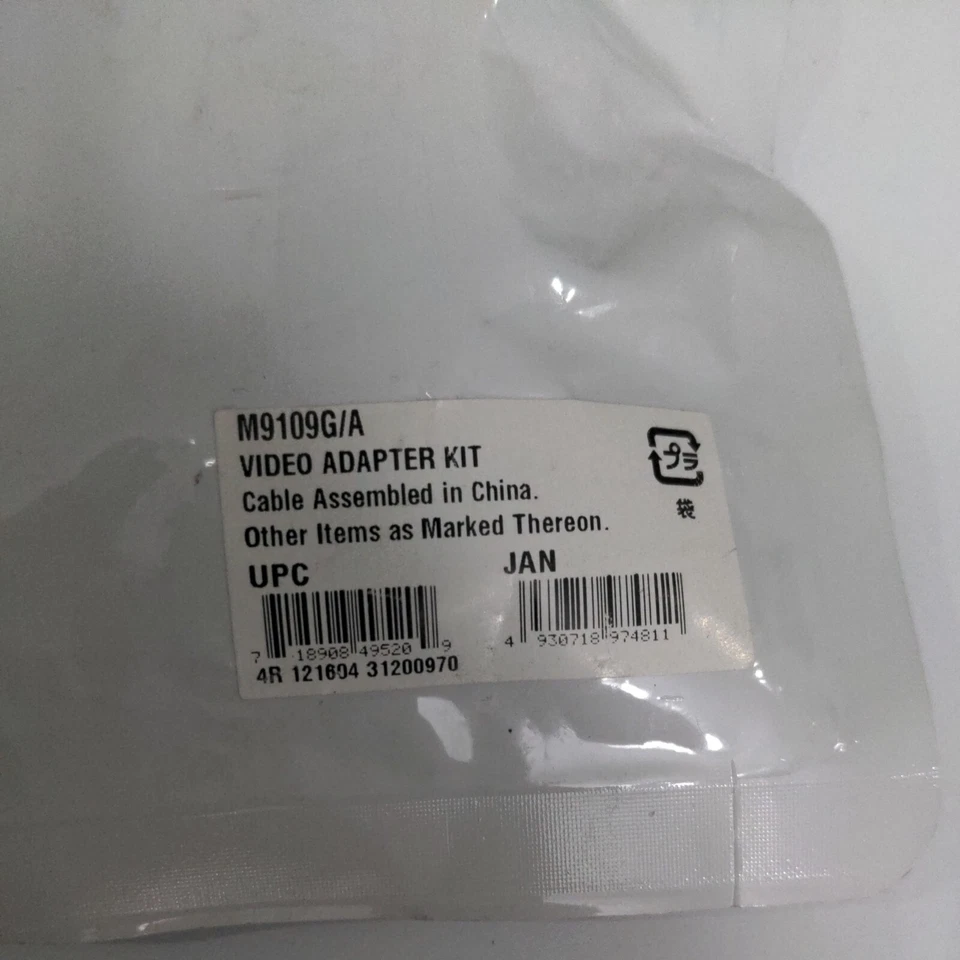 M9109G/A
VIDEO ADAPTER KIT
Cable Assembled in China.
Other Items as Marked Thereon.
プラ
袋
UPC
JAN
7 18908 49520 9
4 930718 974811
4R 121604 31200970